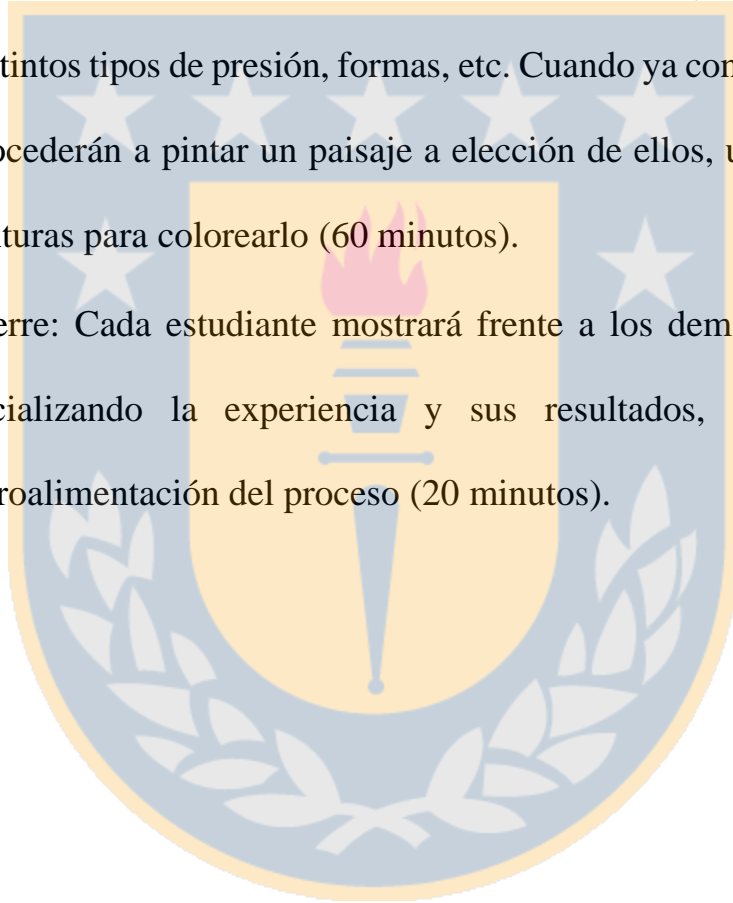 tintos tipos de presión, formas, etc. Cuando ya con
ocederán a pintar un paisaje a elección de ellos, u
turas para colorearlo (60 minutos).
erre: Cada estudiante mostrará frente a los dem
cializando la experiencia y sus resultados,
roalimentación del proceso (20 minutos).